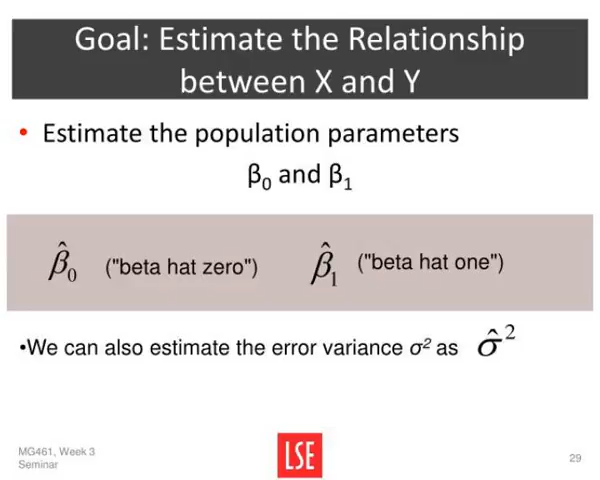 Goal: Estimate the Relationship
between X and Y
• Estimate the population parameters
β₀ and β₁
β̂₀ ("beta hat zero") β̂₁ ("beta hat one")
•We can also estimate the error variance σ² as σ̂²
MG461, Week 3
Seminar
LSE
29